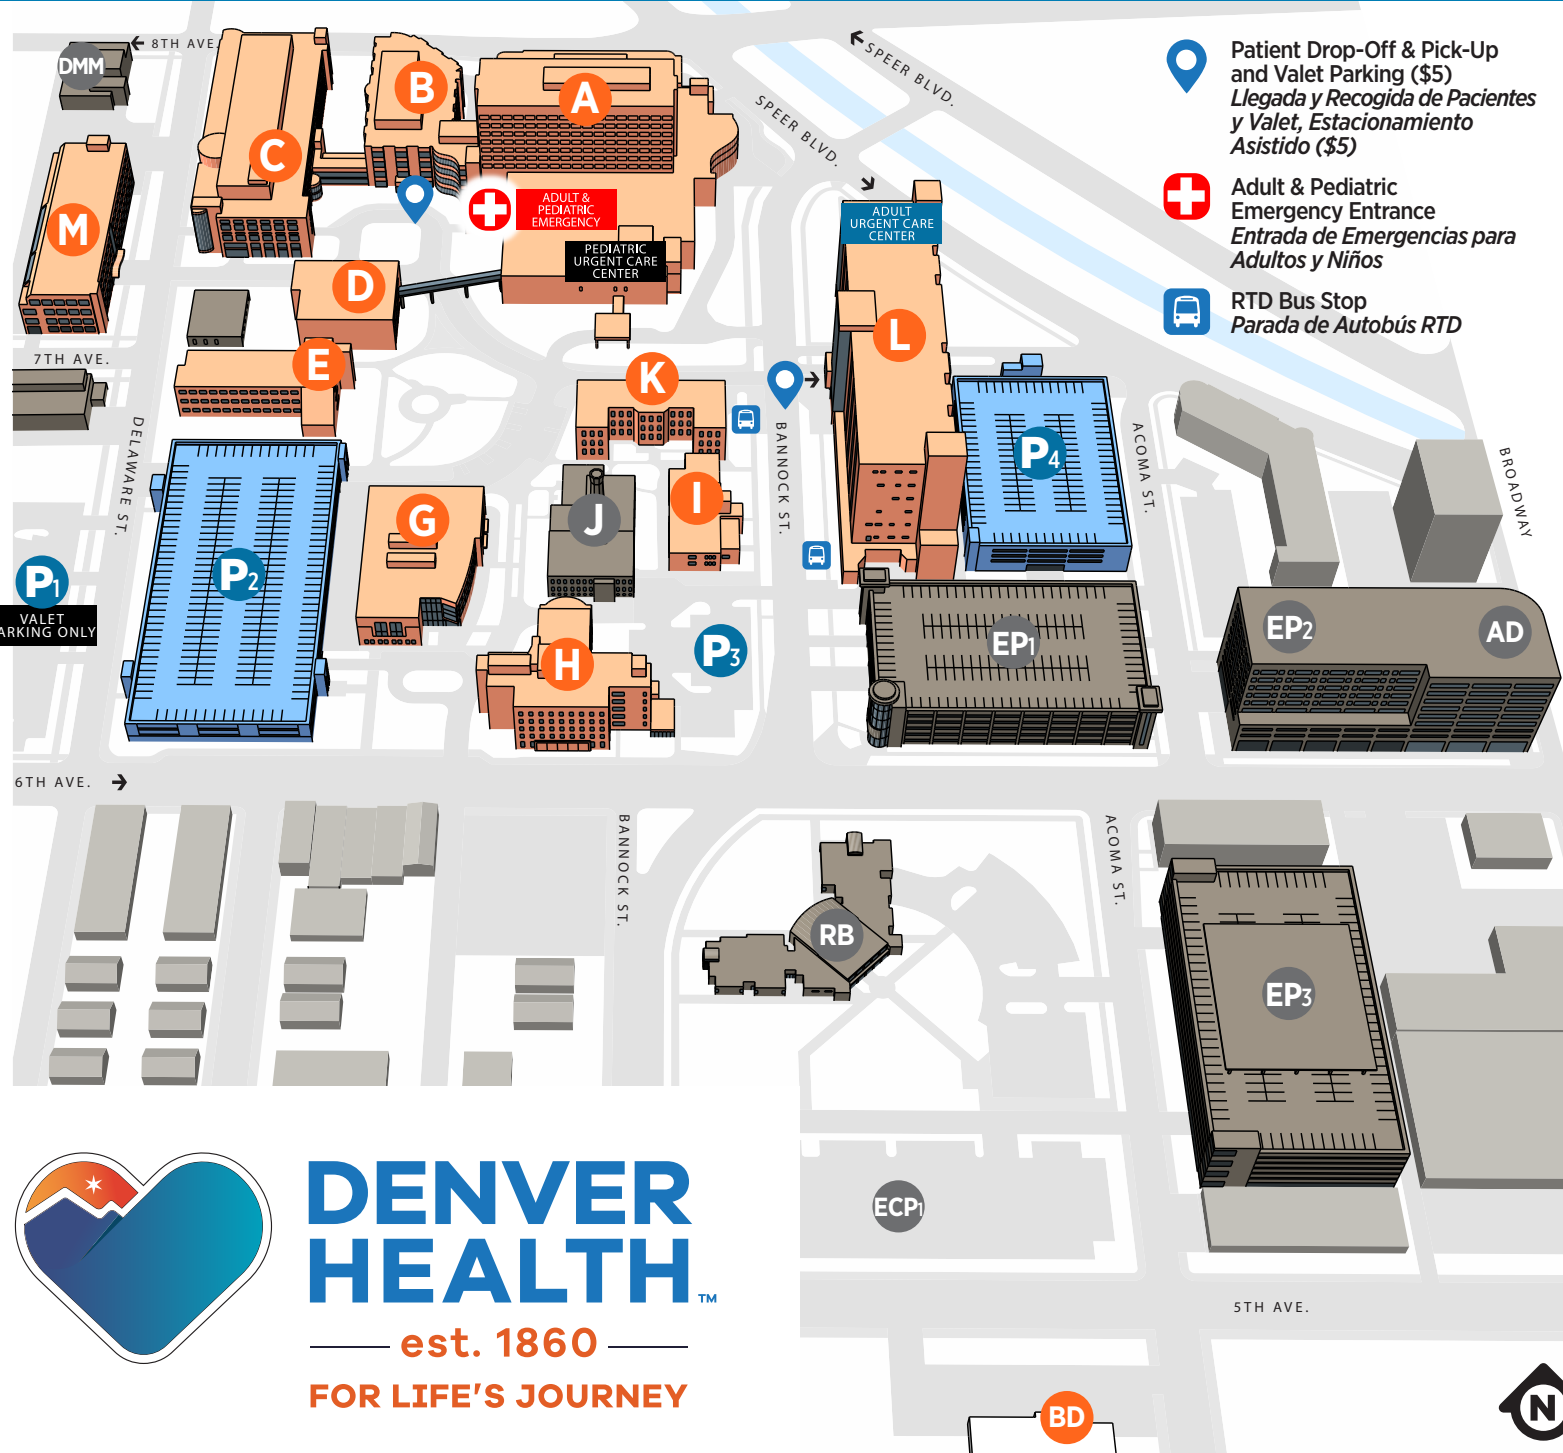 8TH AVE.
DMM
SPEER BLVD.
SPEER BLVD.
Patient Drop-Off & Pick-Up
and Valet Parking ($5)
Llegada y Recogida de Pacientes
y Valet, Estacionamiento
Asistido ($5)
Adult & Pediatric
Emergency Entrance
Entrada de Emergencias para
Adultos y Niños
RTD Bus Stop
Parada de Autobús RTD
B
A
C
M
ADULT &
PEDIATRIC
EMERGENCY
ADULT
URGENT CARE
CENTER
PEDIATRIC
URGENT CARE
CENTER
D
L
7TH AVE.
E
K
DELAWARE ST.
BANNOCK ST.
ACOMA ST.
BROADWAY
P4
I
G
J
P1
VALET
ARKING ONLY
P2
EP1
EP2
AD
P3
H
6TH AVE.
BANNOCK ST.
ACOMA ST.
RB
EP3
ECP1
5TH AVE.
DENVER
HEALTH
TM
est. 1860
FOR LIFE'S JOURNEY
BD
N